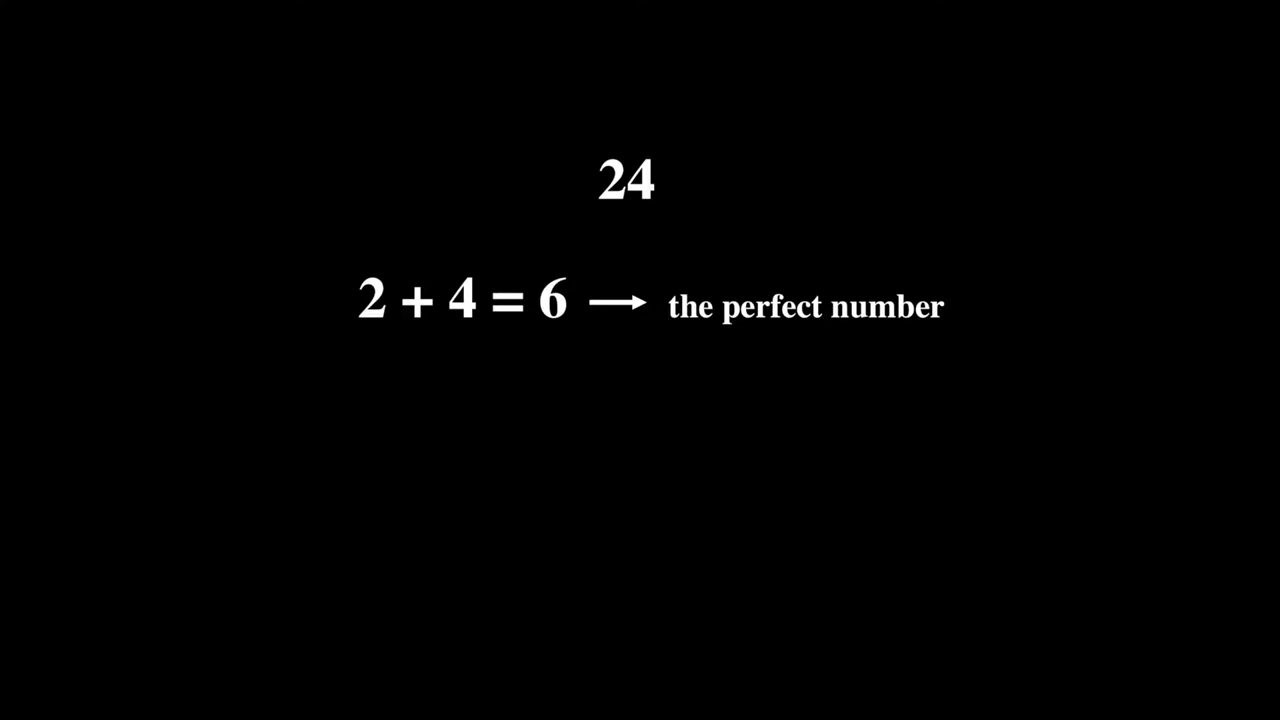 24
2 + 4 = 6 → the perfect number